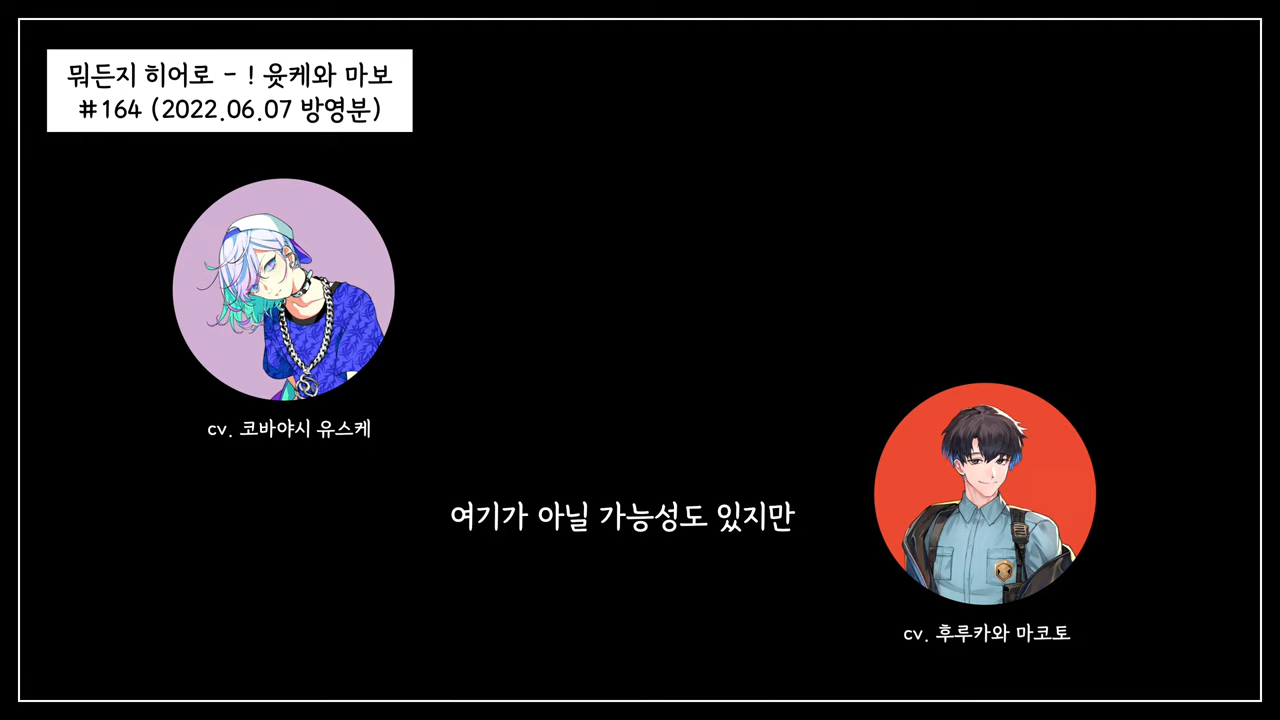 뭐든지 히어로 - ! 윳케와 마보
#164 (2022.06.07 방영분)
cv. 코바야시 유스케
여기가 아닐 가능성도 있지만
cv. 후루카와 마코토